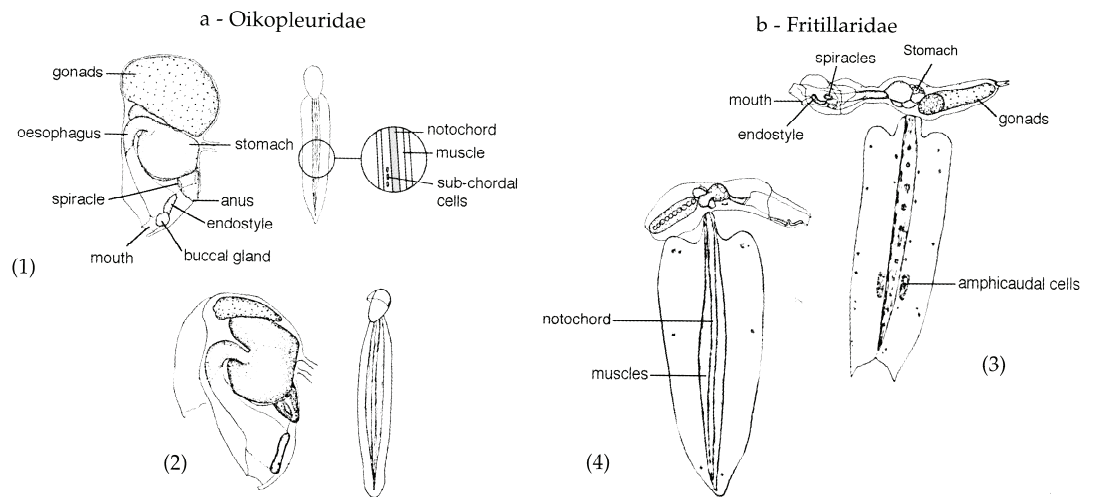 a - Oikopleuridae
gonads
oesophagus
stomach
spiracle
anus
endostyle
mouth
buccal gland
notochord
muscle
sub-chordal
cells
(1)
(2)
b - Fritillaridae
spiracles
Stomach
mouth
endostyle
gonads
amphicaudal cells
(3)
notochord
muscles
(4)